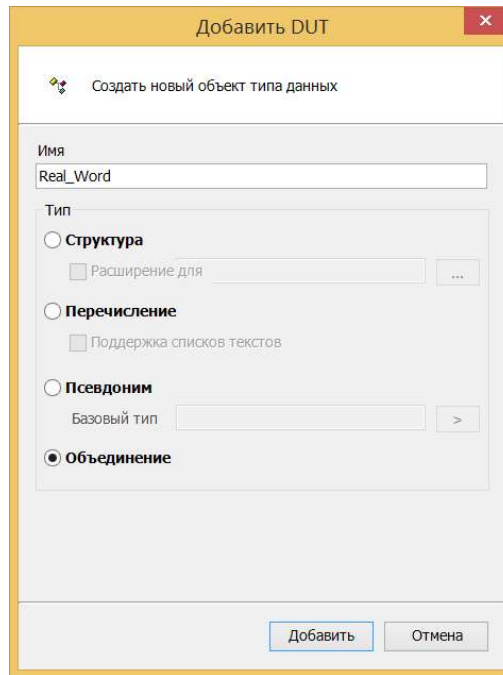 Добавить DUT
Создать новый объект типа данных
Имя
Real_Word
Тип
Структура
Расширение для
...
Перечисление
Поддержка списков текстов
Псевдоним
Базовый тип
>
Объединение
Добавить Отмена